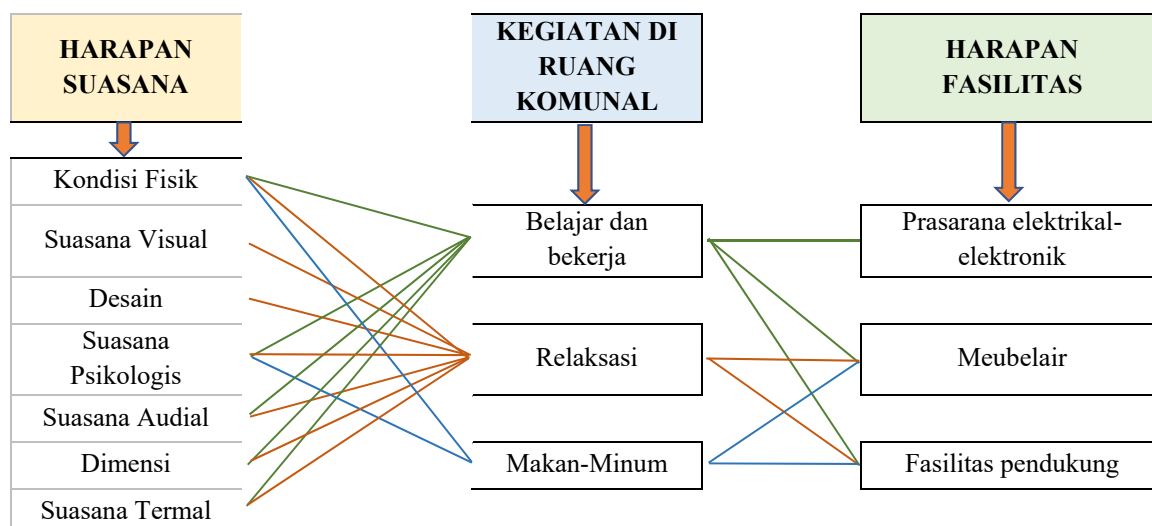 HARAPAN
SUASANA
Kondisi Fisik
Suasana Visual
Desain
Suasana
Psikologis
Suasana Audial
Dimensi
Suasana Termal
KEGIATAN DI
RUANG
KOMUNAL
Belajar dan
bekerja
Relaksasi
Makan-Minum
HARAPAN
FASILITAS
Prasarana elektrikal-
elektronik
Meubelair
Fasilitas pendukung